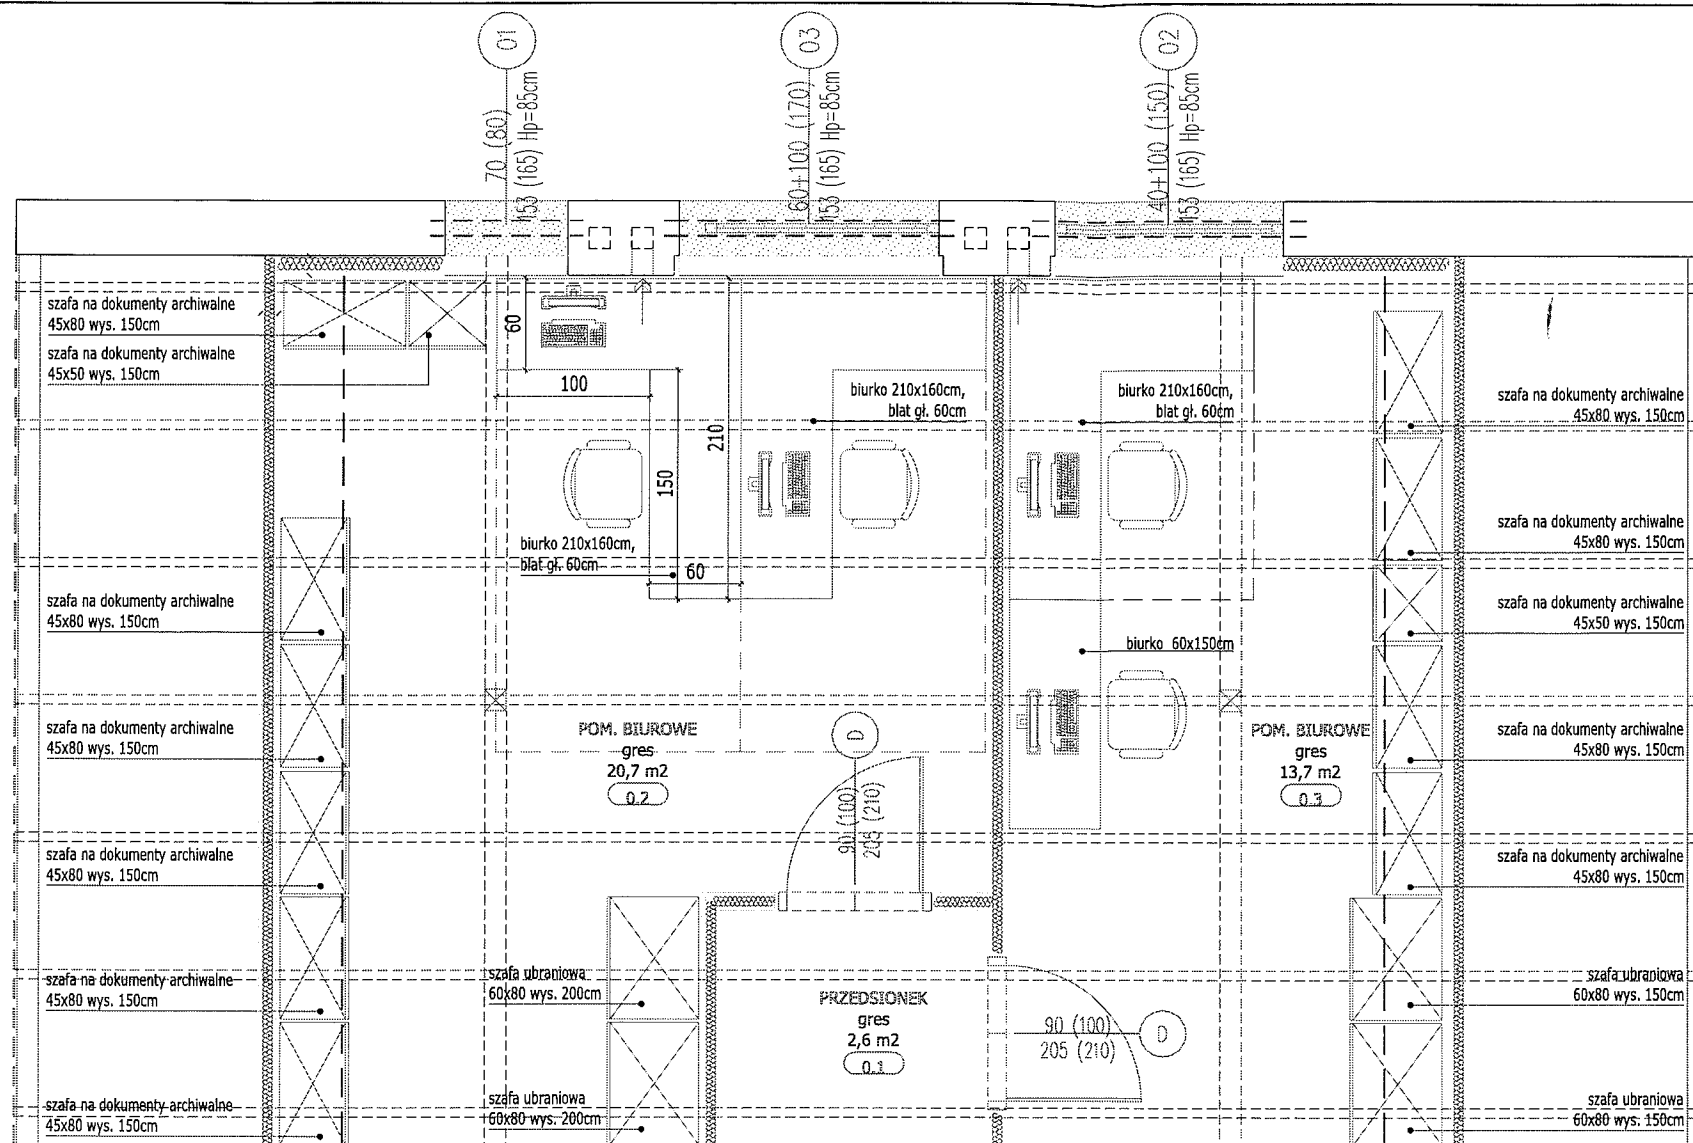 01
70 (80)
153 (165) Hp=85cm
03
60+100 (170)
153 (165) Hp=85cm
02
40+100 (150)
153 (165) Hp=85cm
szafa na dokumenty archiwalne
45x80 wys. 150cm
szafa na dokumenty archiwalne
45x50 wys. 150cm
szafa na dokumenty archiwalne
45x80 wys. 150cm
szafa na dokumenty archiwalne
45x80 wys. 150cm
szafa na dokumenty archiwalne
45x80 wys. 150cm
szafa na dokumenty archiwalne
45x80 wys. 150cm
szafa na dokumenty archiwalne
45x80 wys. 150cm
60
100
150
210
60
biurko 210x160cm,
blat gł. 60cm
biurko 210x160cm,
blat gł. 60cm
POM. BIUROWE
gres
20,7 m2
0.2
D
90 (100)
205 (210)
szafa ubraniowa
60x80 wys. 200cm
szafa ubraniowa
60x80 wys. 200cm
PRZEDSIONEK
gres
2,6 m2
0.1
90 (100)
205 (210)
D
biurko 210x160cm,
blat gł. 60cm
biurko 60x150cm
POM. BIUROWE
gres
13,7 m2
0.3
szafa na dokumenty archiwalne
45x80 wys. 150cm
szafa na dokumenty archiwalne
45x80 wys. 150cm
szafa na dokumenty archiwalne
45x50 wys. 150cm
szafa na dokumenty archiwalne
45x80 wys. 150cm
szafa na dokumenty archiwalne
45x80 wys. 150cm
szafa ubraniowa
60x80 wys. 150cm
szafa ubraniowa
60x80 wys. 150cm